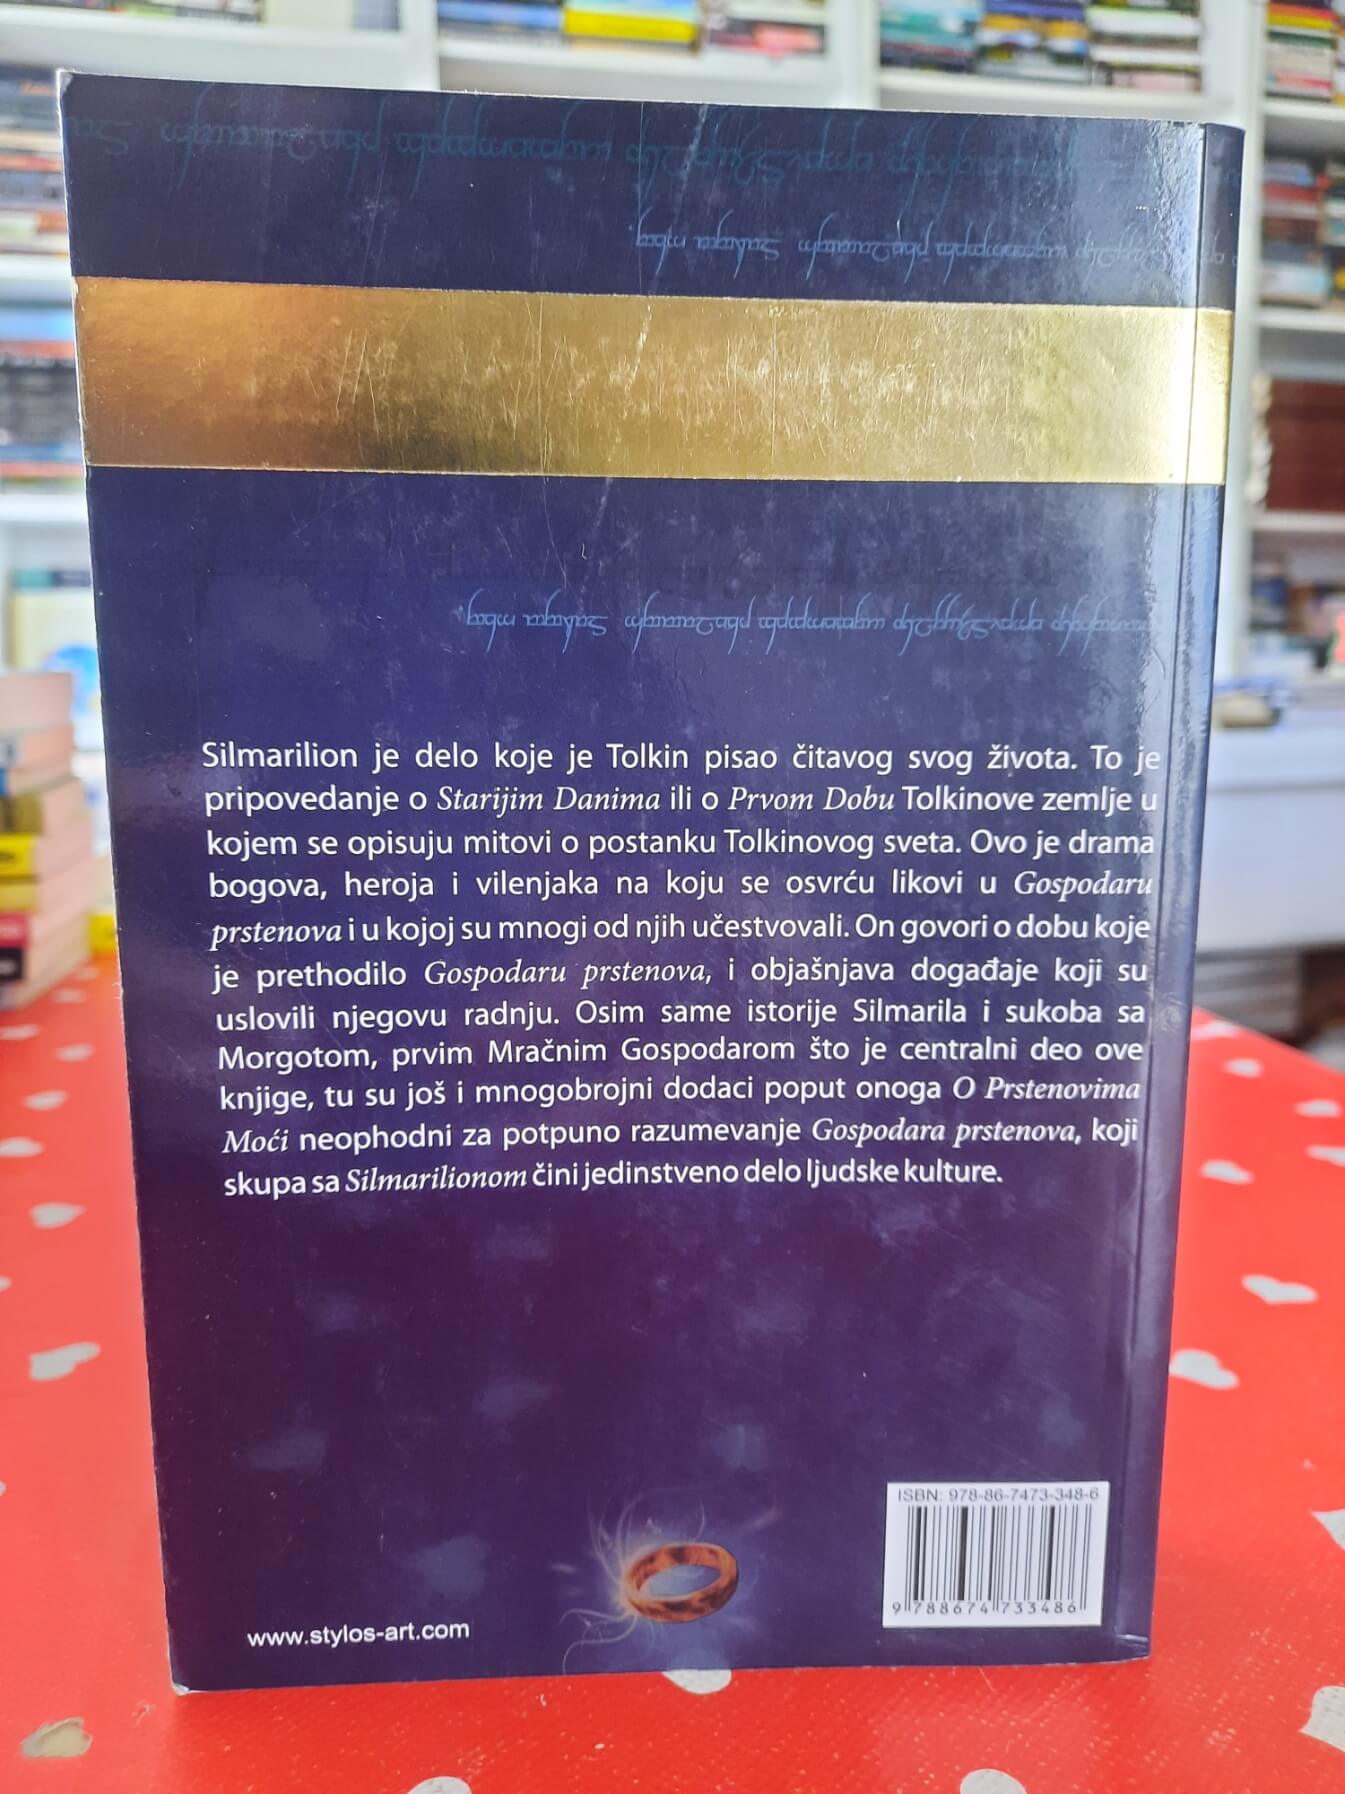 Silmarilion je delo koje je Tolkin pisao čitavog svog života. To je
pripovedanje o Starijim Danima ili o Prvom Dobu Tolkinove zemlje u
kojem se opisuju mitovi o postanku Tolkinovog sveta. Ovo je drama
bogova, heroja i vilenjaka na koju se osvrću likovi u Gospodaru
prstenova i u kojoj su mnogi od njih učestvovali. On govori o dobu koje
je prethodilo Gospodaru prstenova, i objašnjava događaje koji su
uslovili njegovu radnju. Osim same istorije Silmarila i sukoba sa
Morgotom, prvim Mračnim Gospodarom što je centralni deo ove
knjige, tu su još i mnogobrojni dodaci poput onoga O Prstenovima
Moći neophodni za potpuno razumevanje Gospodara prstenova, koji
skupa sa Silmarilionom čini jedinstveno delo ljudske kulture.
ISBN: 978-86-7473-348-6
9 788674 733486
www.stylos-art.com